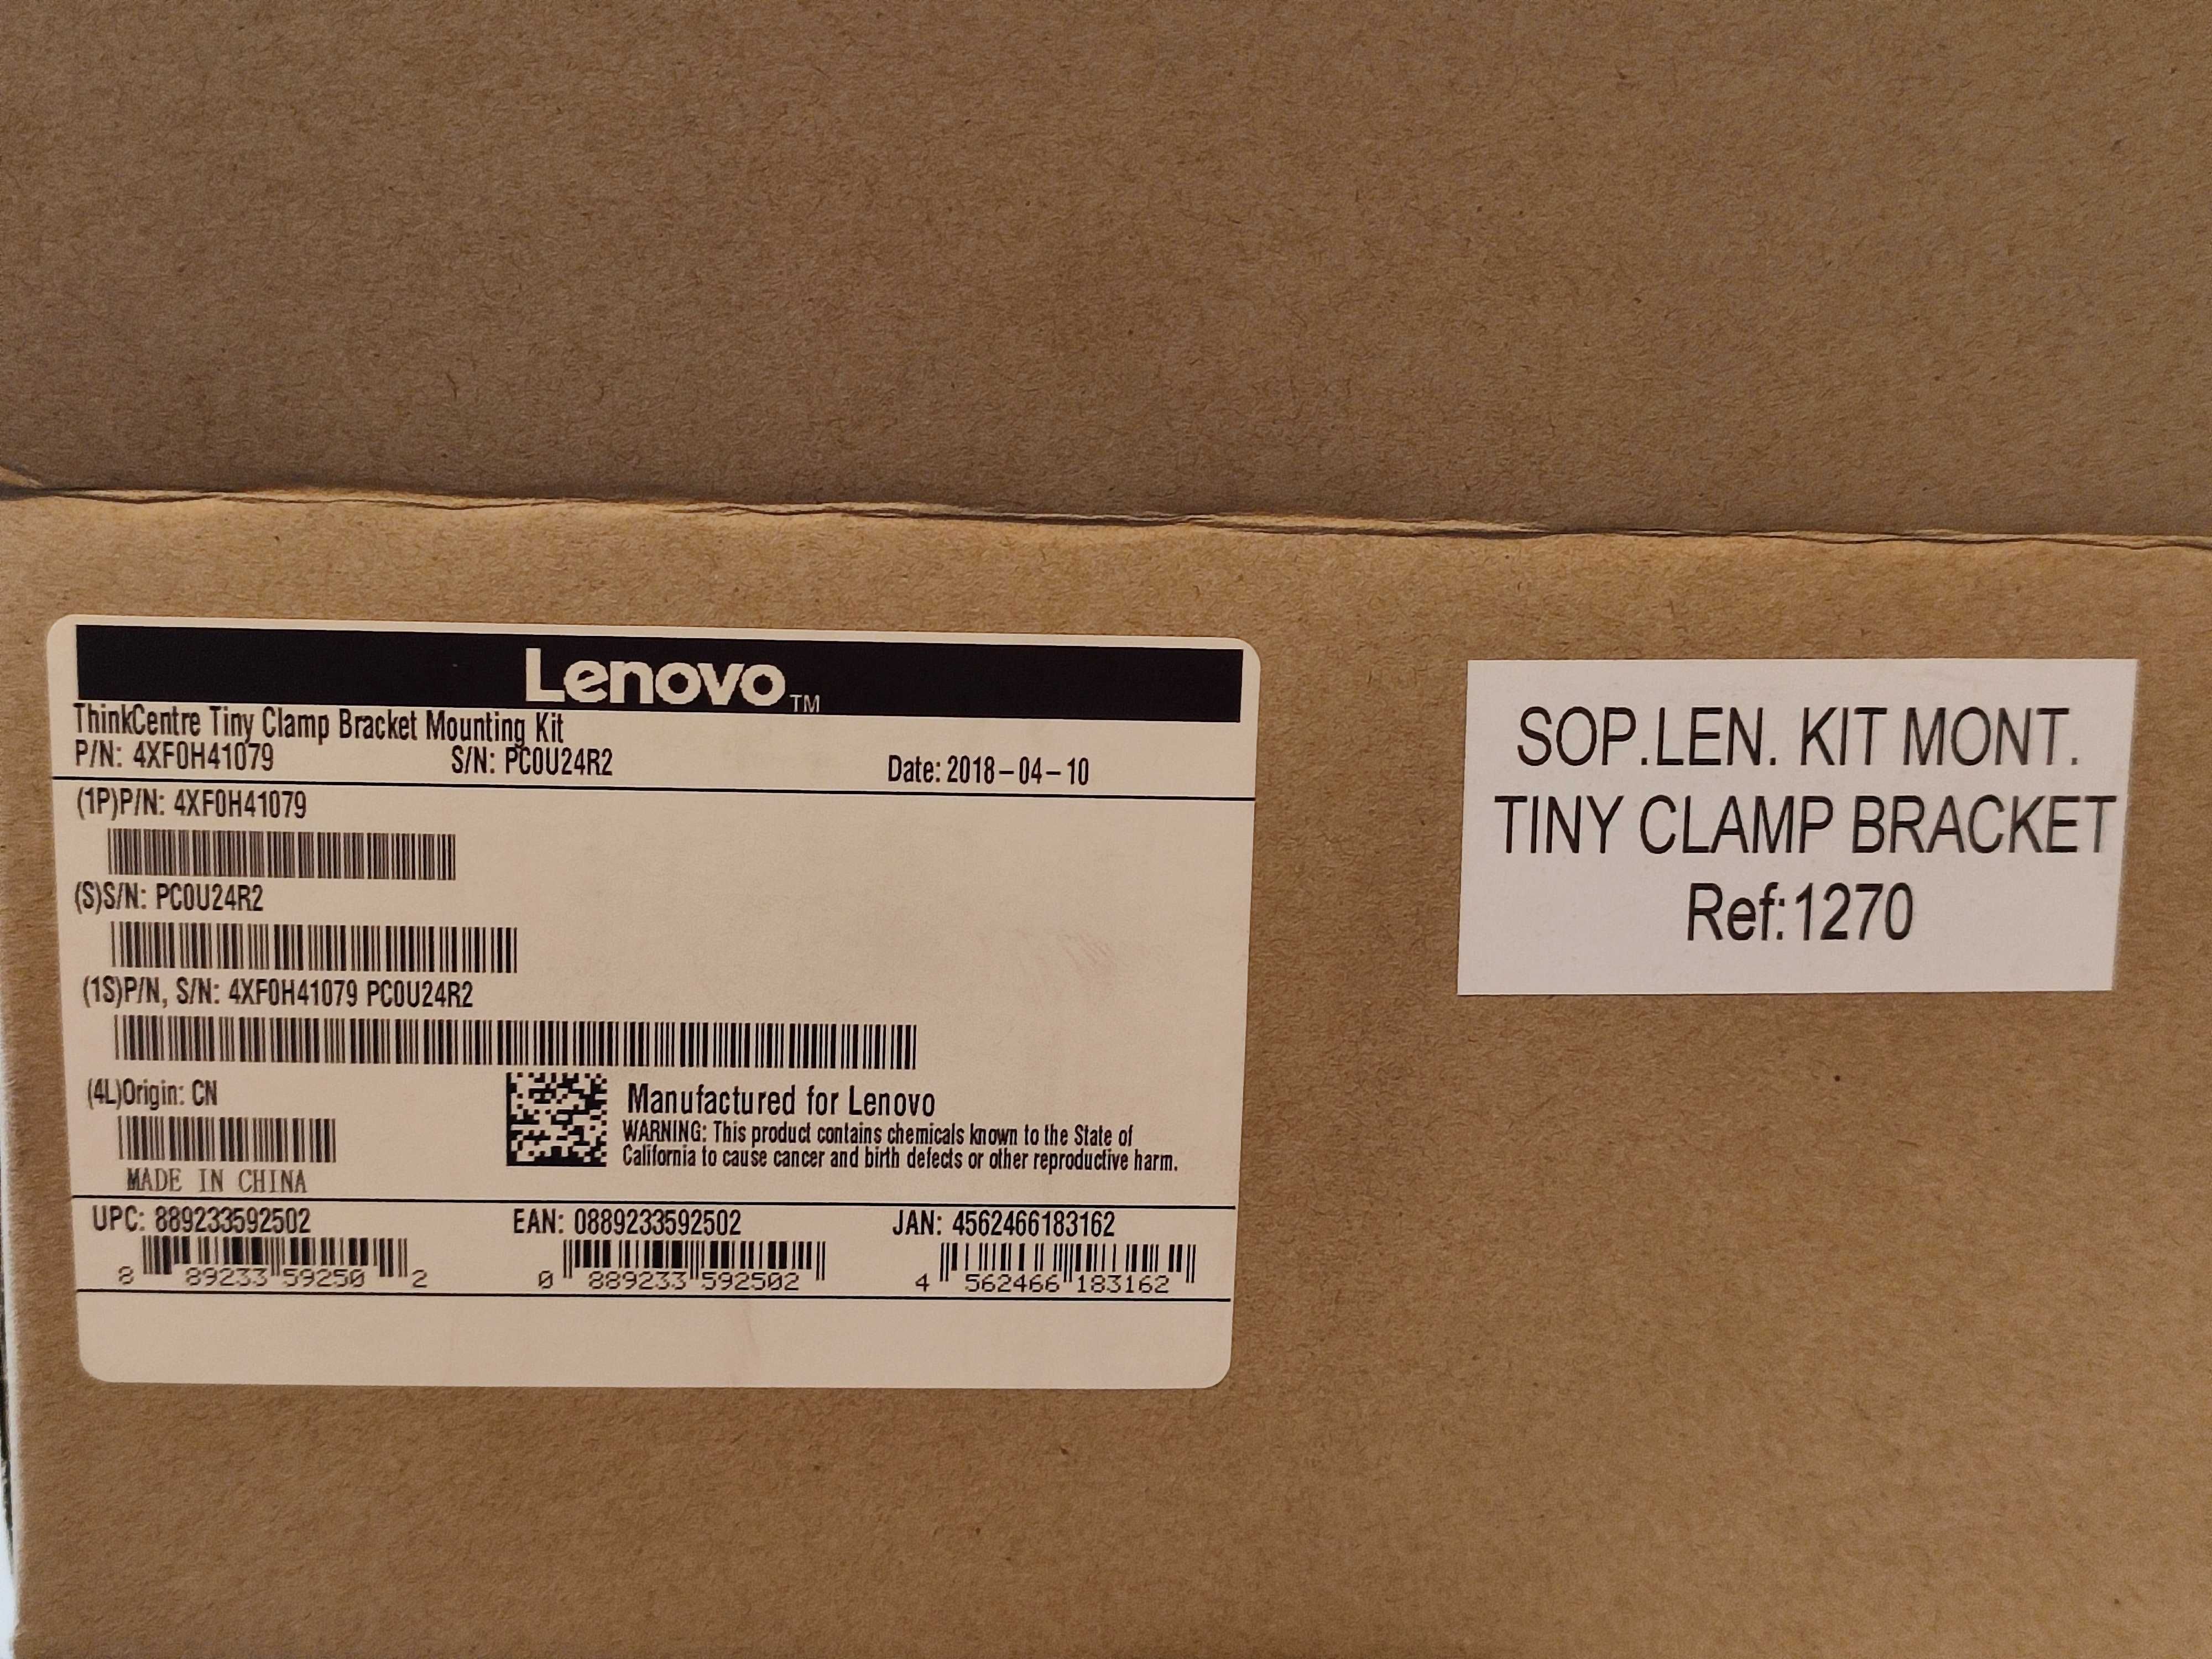 Lenovo TM
ThinkCentre Tiny Clamp Bracket Mounting Kit
P/N: 4XF0H41079 S/N: PC0U24R2 Date: 2018-04-10
(1P)P/N: 4XF0H41079
(S)S/N: PC0U24R2
(1S)P/N, S/N: 4XF0H41079 PC0U24R2
(4L)Origin: CN
MADE IN CHINA
Manufactured for Lenovo
WARNING: This product contains chemicals known to the State of
California to cause cancer and birth defects or other reproductive harm.
UPC: 889233592502 EAN: 0889233592502 JAN: 4562466183162
8 89233 59250 2 0 889233 592502 4 562466 183162
SOP.LEN. KIT MONT.
TINY CLAMP BRACKET
Ref:1270